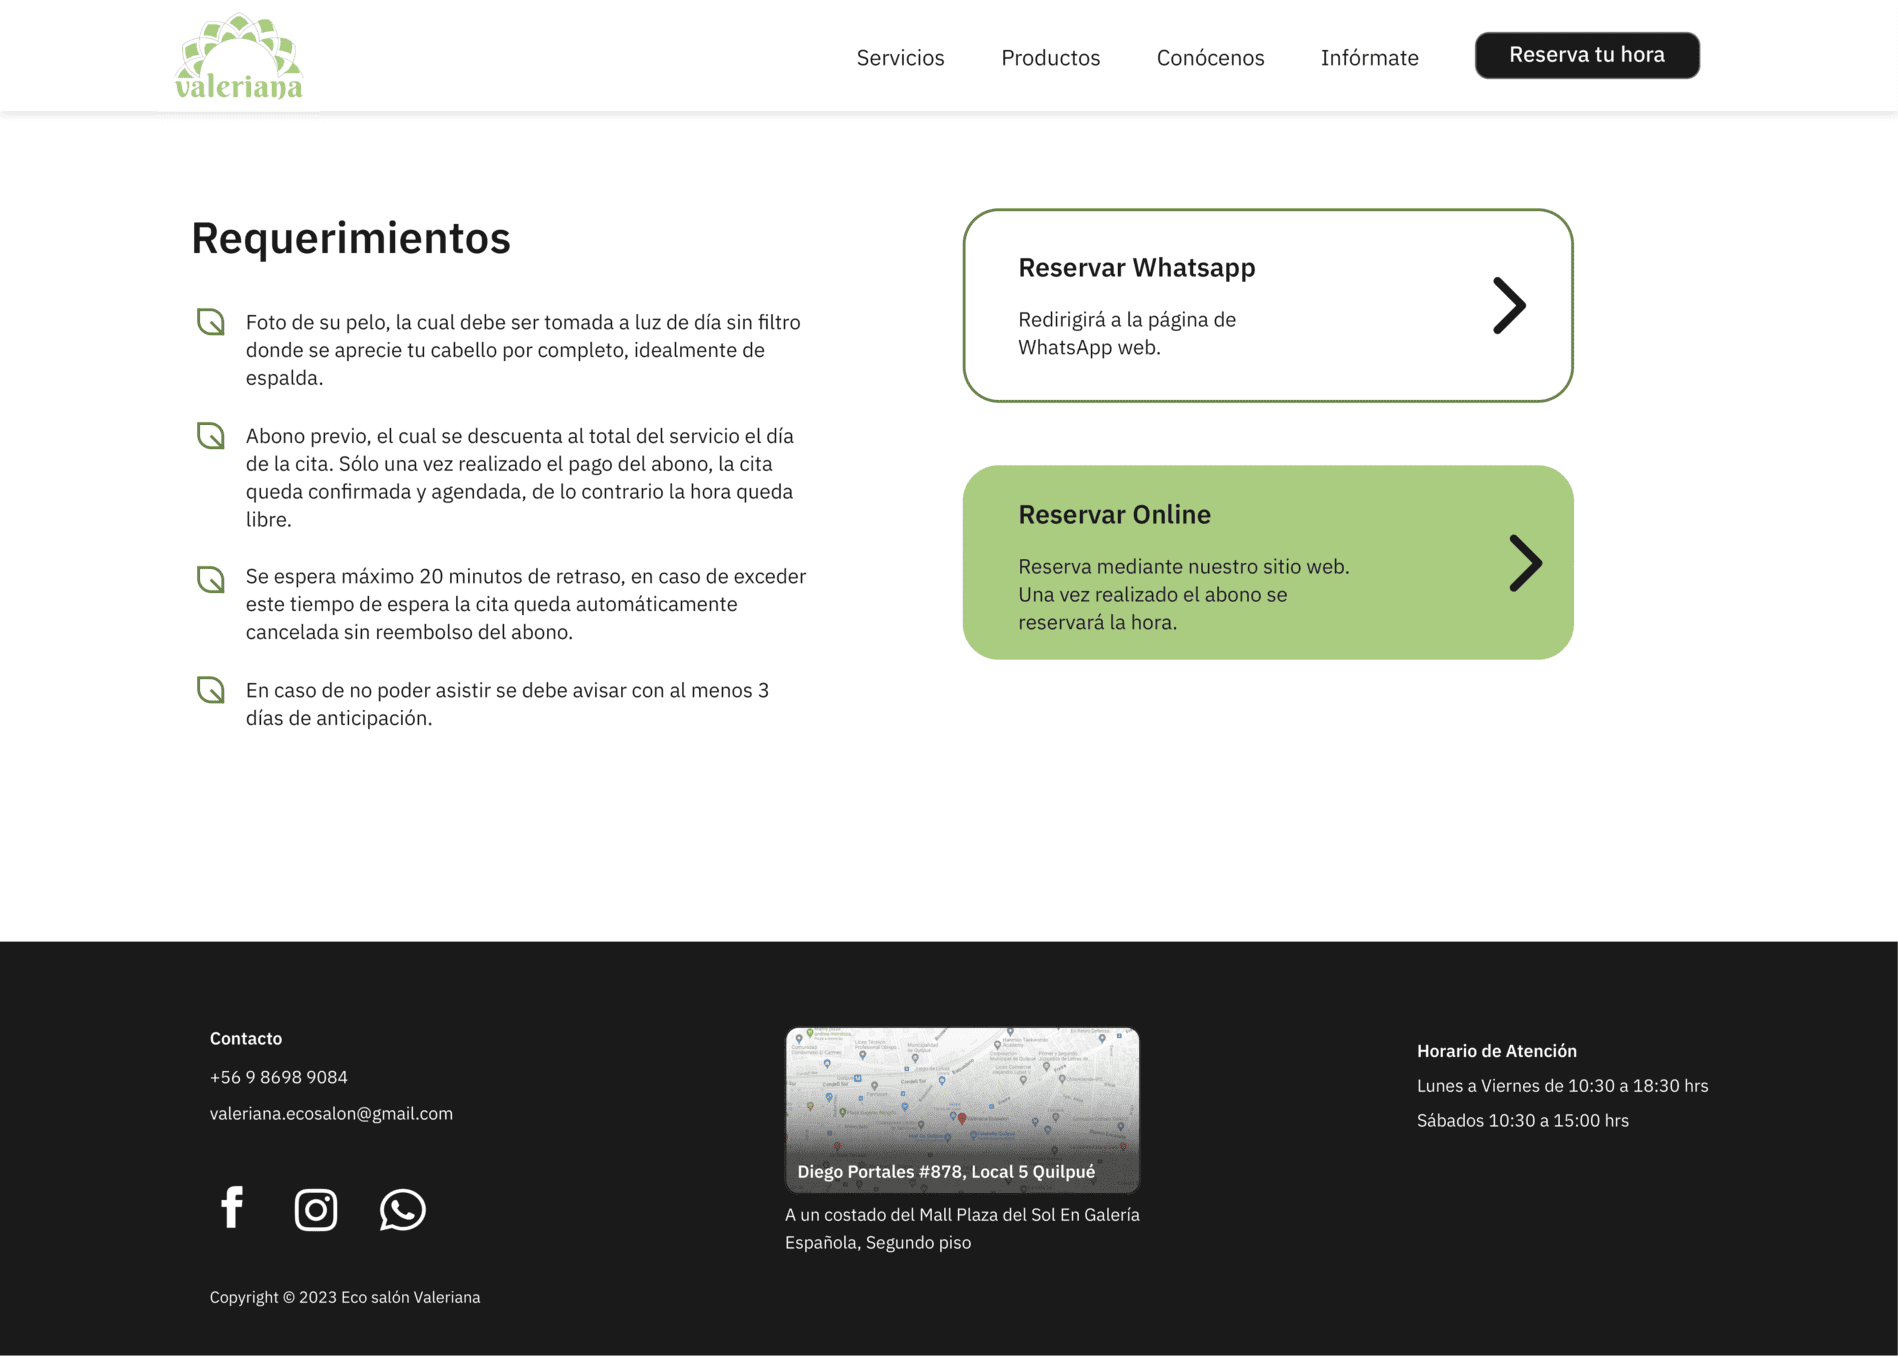 valeriana
Servicios
Productos
Conócenos
Infórmate
Reserva tu hora
Requerimientos
Foto de su pelo, la cual debe ser tomada a luz de día sin filtro
donde se aprecie tu cabello por completo, idealmente de
espalda.
Abono previo, el cual se descuenta al total del servicio el día
de la cita. Sólo una vez realizado el pago del abono, la cita
queda confirmada y agendada, de lo contrario la hora queda
libre.
Se espera máximo 20 minutos de retraso, en caso de exceder
este tiempo de espera la cita queda automáticamente
cancelada sin reembolso del abono.
En caso de no poder asistir se debe avisar con al menos 3
días de anticipación.
Reservar Whatsapp
Redirigirá a la página de
WhatsApp web.
Reservar Online
Reserva mediante nuestro sitio web.
Una vez realizado el abono se
reservará la hora.
Contacto
+56 9 8698 9084
valeriana.ecosalon@gmail.com
Copyright © 2023 Eco salón Valeriana
Diego Portales #878, Local 5 Quilpué
A un costado del Mall Plaza del Sol En Galería
Española, Segundo piso
Horario de Atención
Lunes a Viernes de 10:30 a 18:30 hrs
Sábados 10:30 a 15:00 hrs